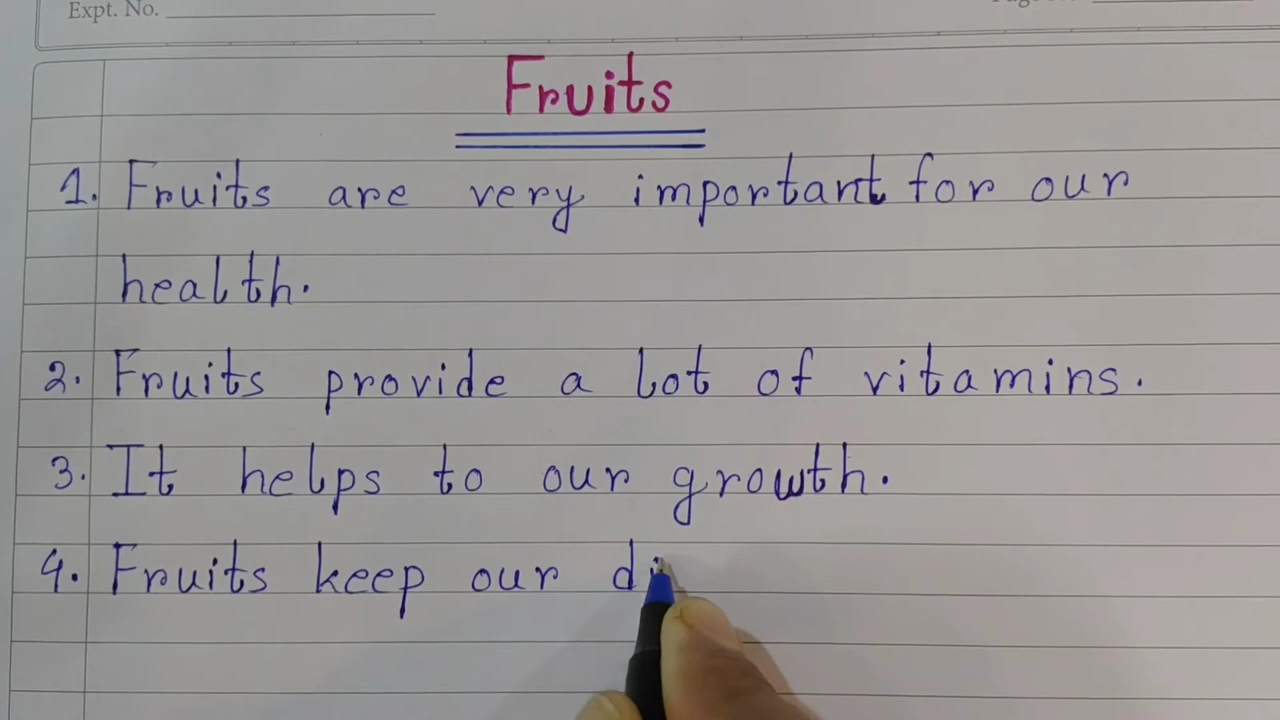 Expt. No.
Fruits
1. Fruits are very important for our
health.
2. Fruits provide a lot of vitamins.
3. It helps to our growth.
4. Fruits keep our di